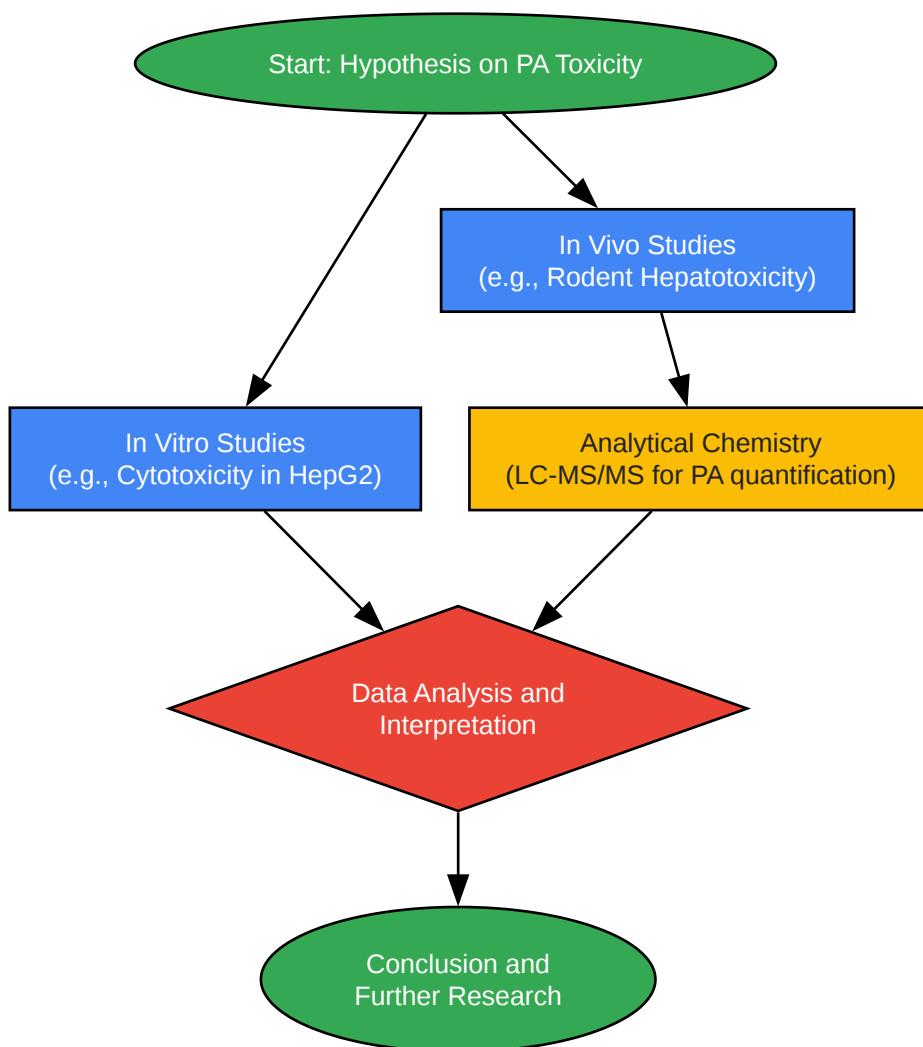 Start: Hypothesis on PA Toxicity
In Vivo Studies
(e.g., Rodent Hepatotoxicity)
In Vitro Studies
(e.g., Cytotoxicity in HepG2)
Analytical Chemistry
(LC-MS/MS for PA quantification)
Data Analysis and
Interpretation
Conclusion and
Further Research